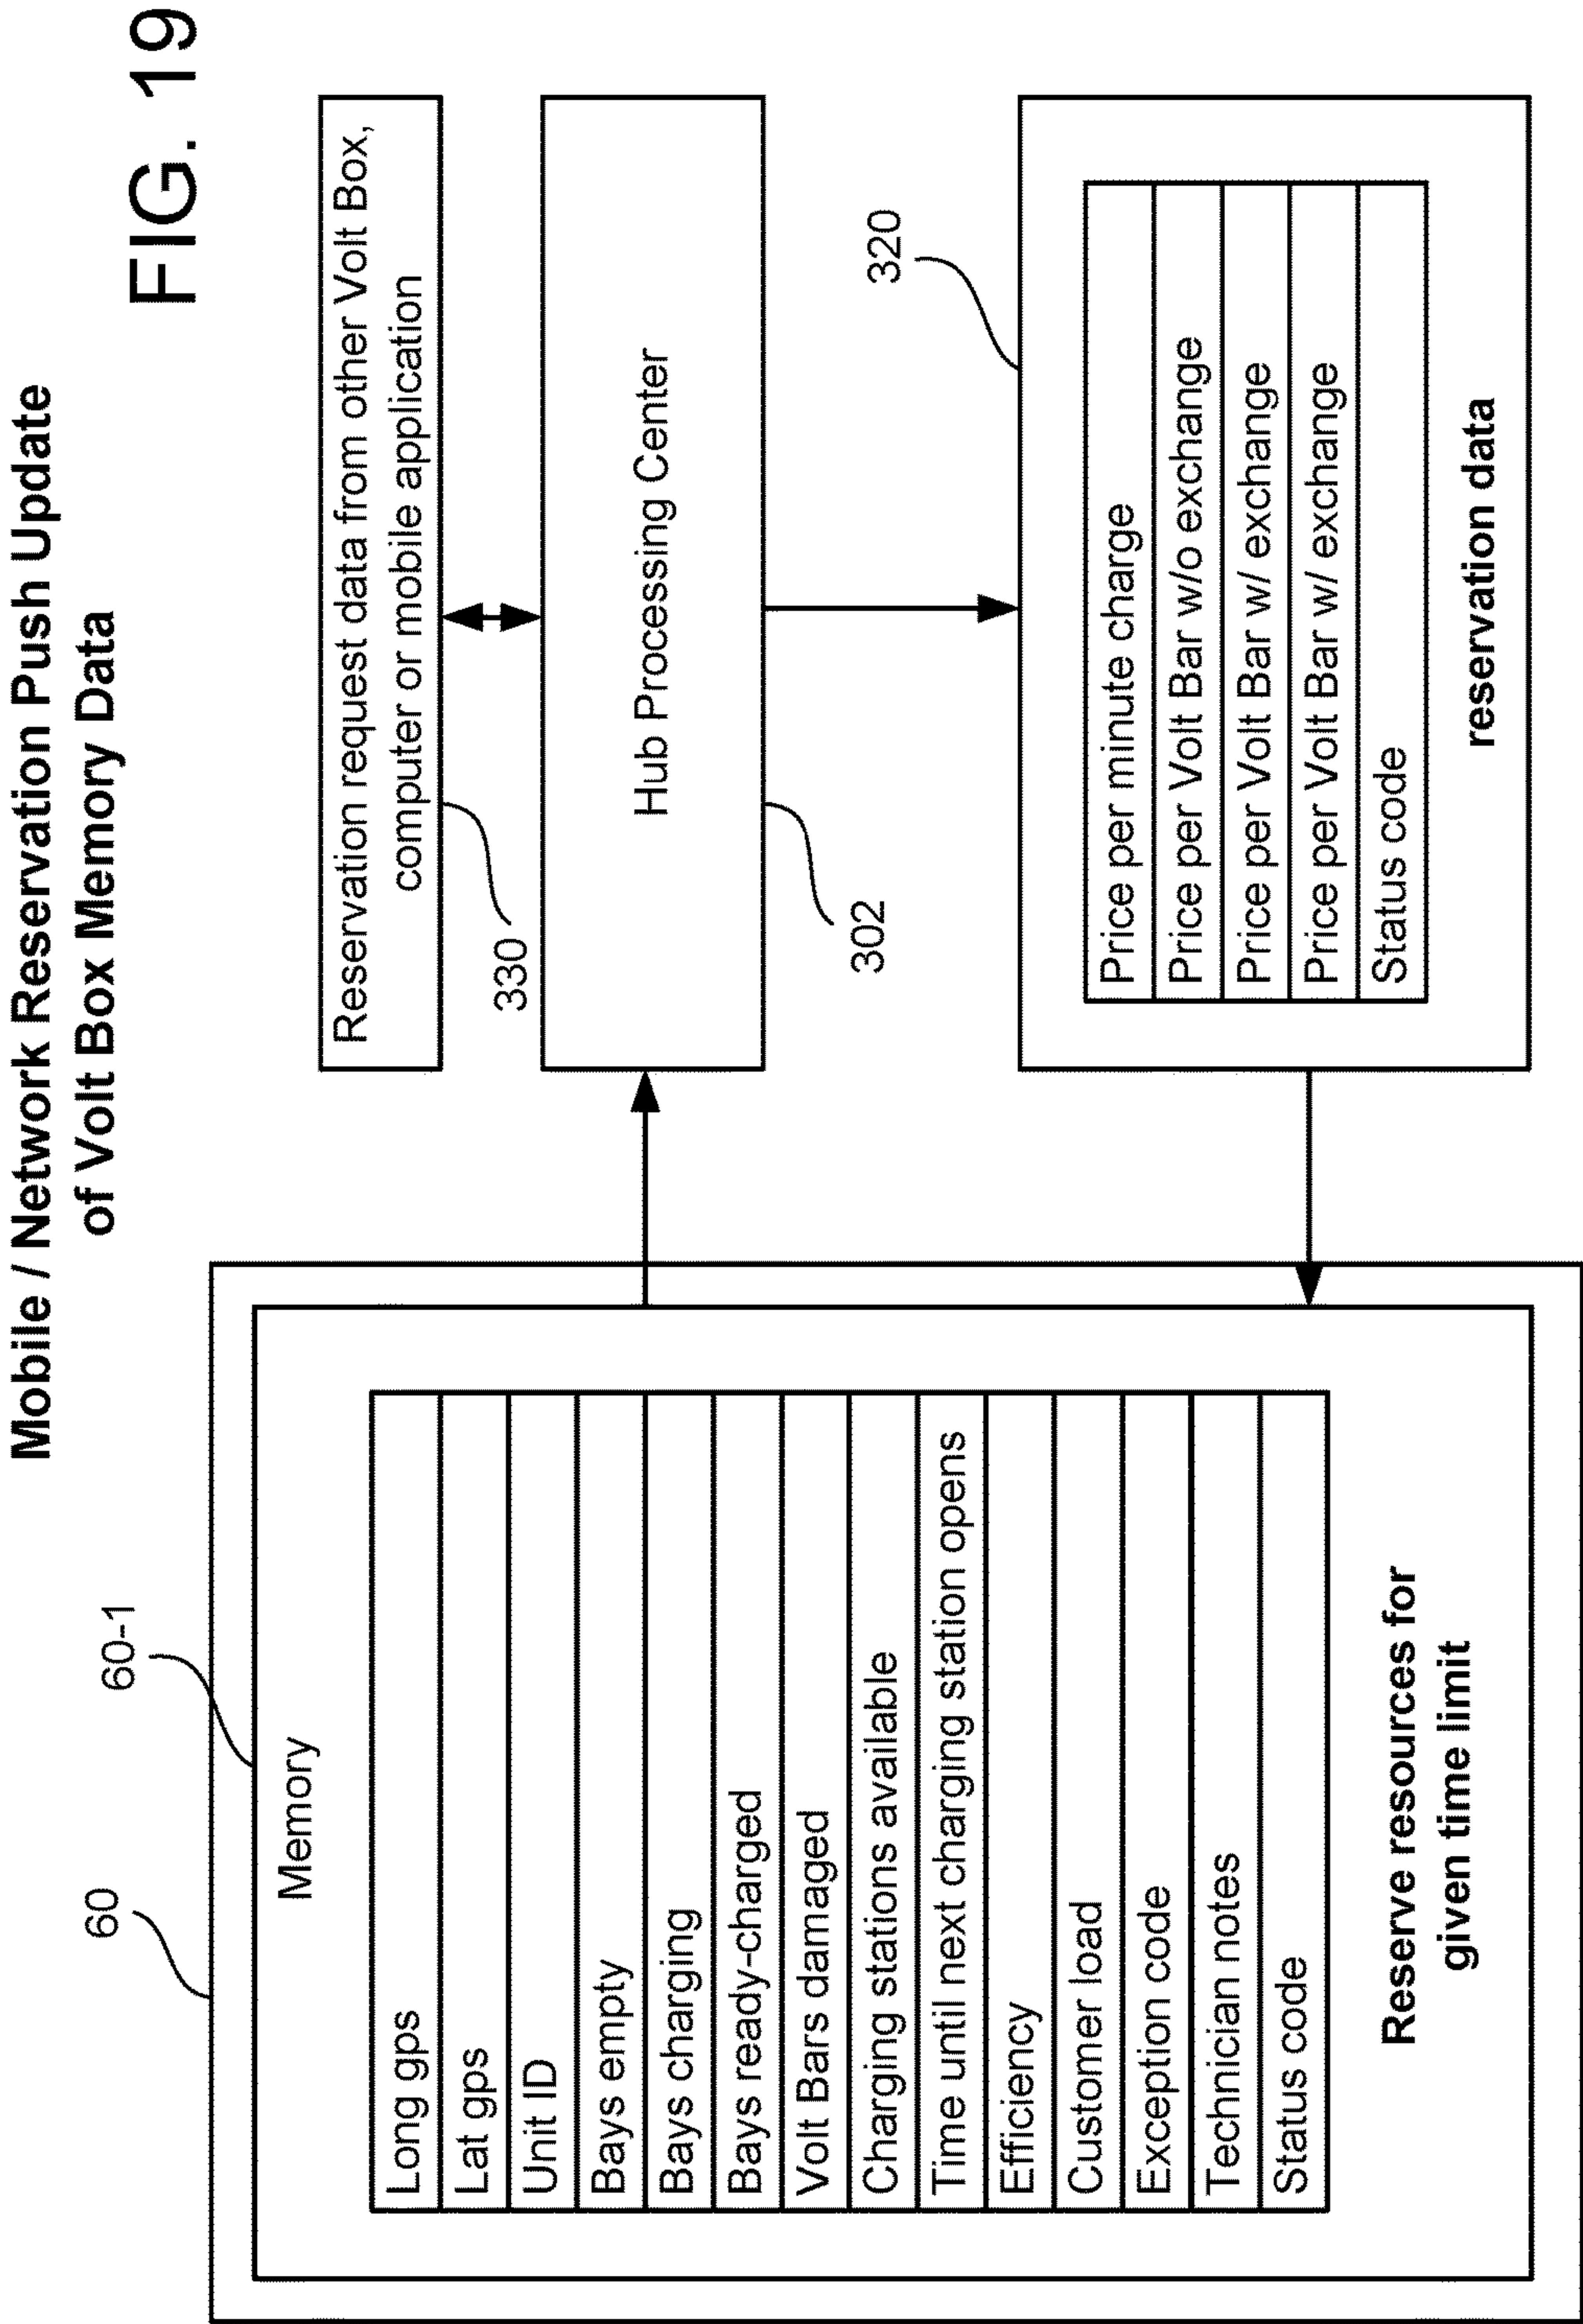 Mobile / Network Reservation Push Update
of Volt Box Memory Data
FIG. 19
60
60-1
Memory
Long gps
Lat gps
Unit ID
Bays empty
Bays charging
Bays ready-charged
Volt Bars damaged
Charging stations available
Time until next charging station opens
Efficiency
Customer load
Exception code
Technician notes
Status code
Reserve resources for
given time limit
Reservation request data from other Volt Box,
computer or mobile application
330
Hub Processing Center
302
320
Price per minute charge
Price per Volt Bar w/o exchange
Price per Volt Bar w/ exchange
Price per Volt Bar w/ exchange
Status code
reservation data